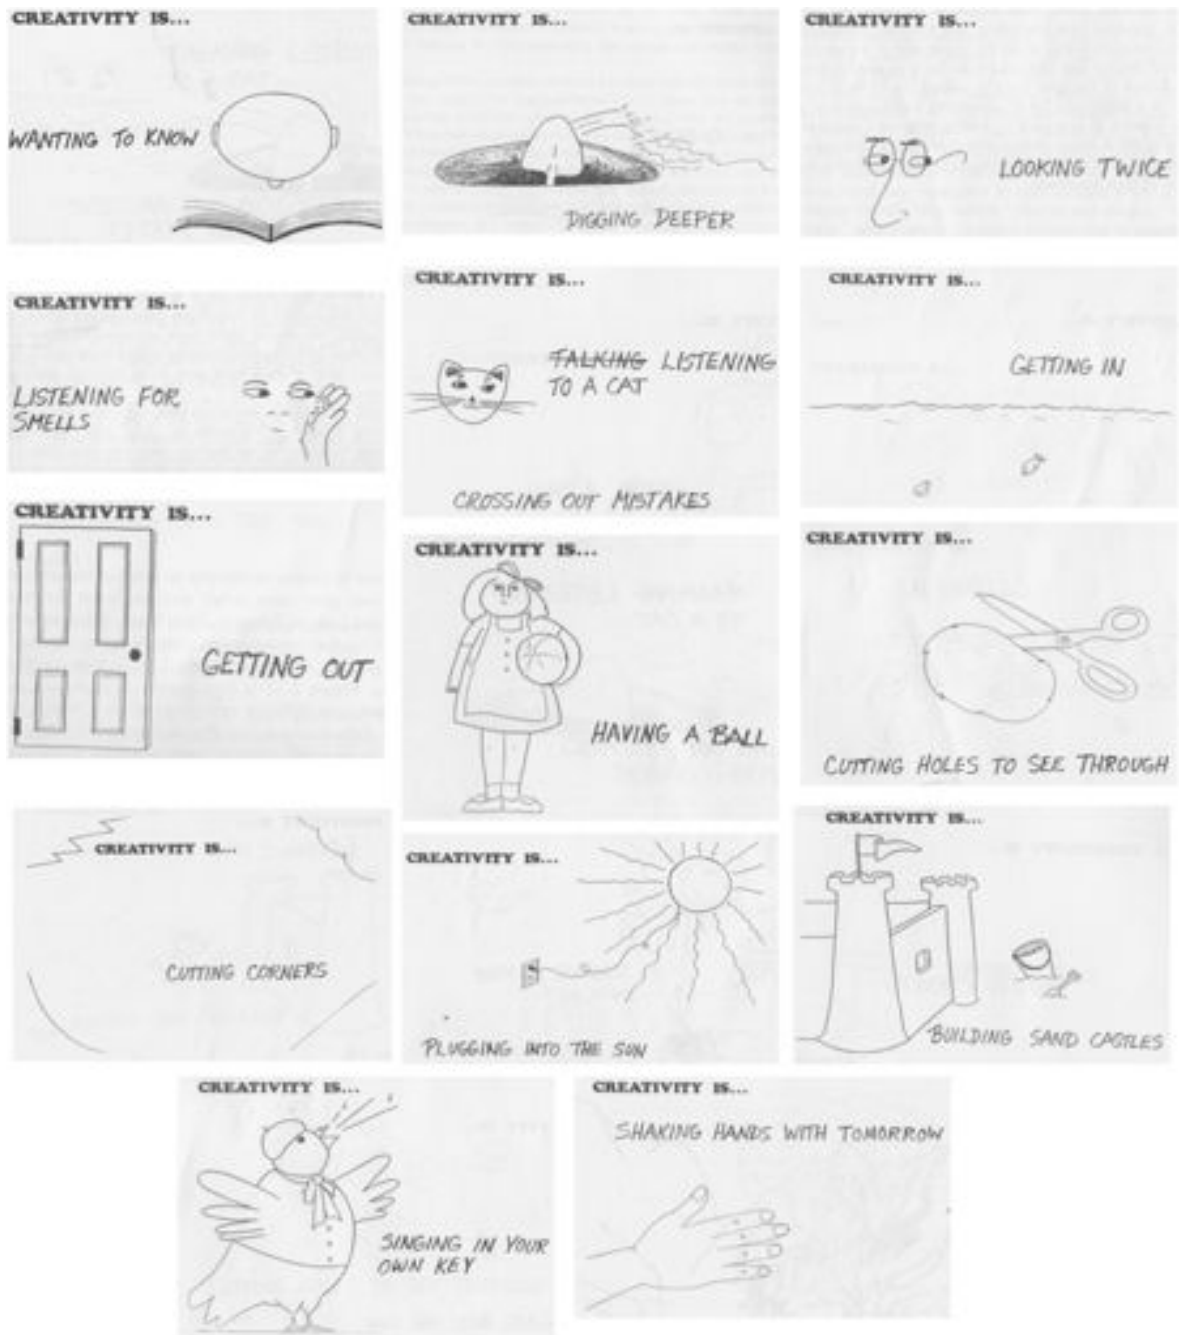 CREATIVITY IS...
WANTING TO KNOW
CREATIVITY IS...
DIGGING DEEPER
CREATIVITY IS...
LOOKING TWICE
CREATIVITY IS...
LISTENING FOR
SMELLS
CREATIVITY IS...
TALKING LISTENING
TO A CAT
CROSSING OUT MISTAKES
CREATIVITY IS...
GETTING IN
CREATIVITY IS...
GETTING OUT
CREATIVITY IS...
HAVING A BALL
CREATIVITY IS...
CUTTING HOLES TO SEE THROUGH
CREATIVITY IS...
CUTTING CORNERS
CREATIVITY IS...
PLUGGING INTO THE SUN
CREATIVITY IS...
BUILDING SAND CASTLES
CREATIVITY IS...
SINGING IN YOUR
OWN KEY
CREATIVITY IS...
SHAKING HANDS WITH TOMORROW